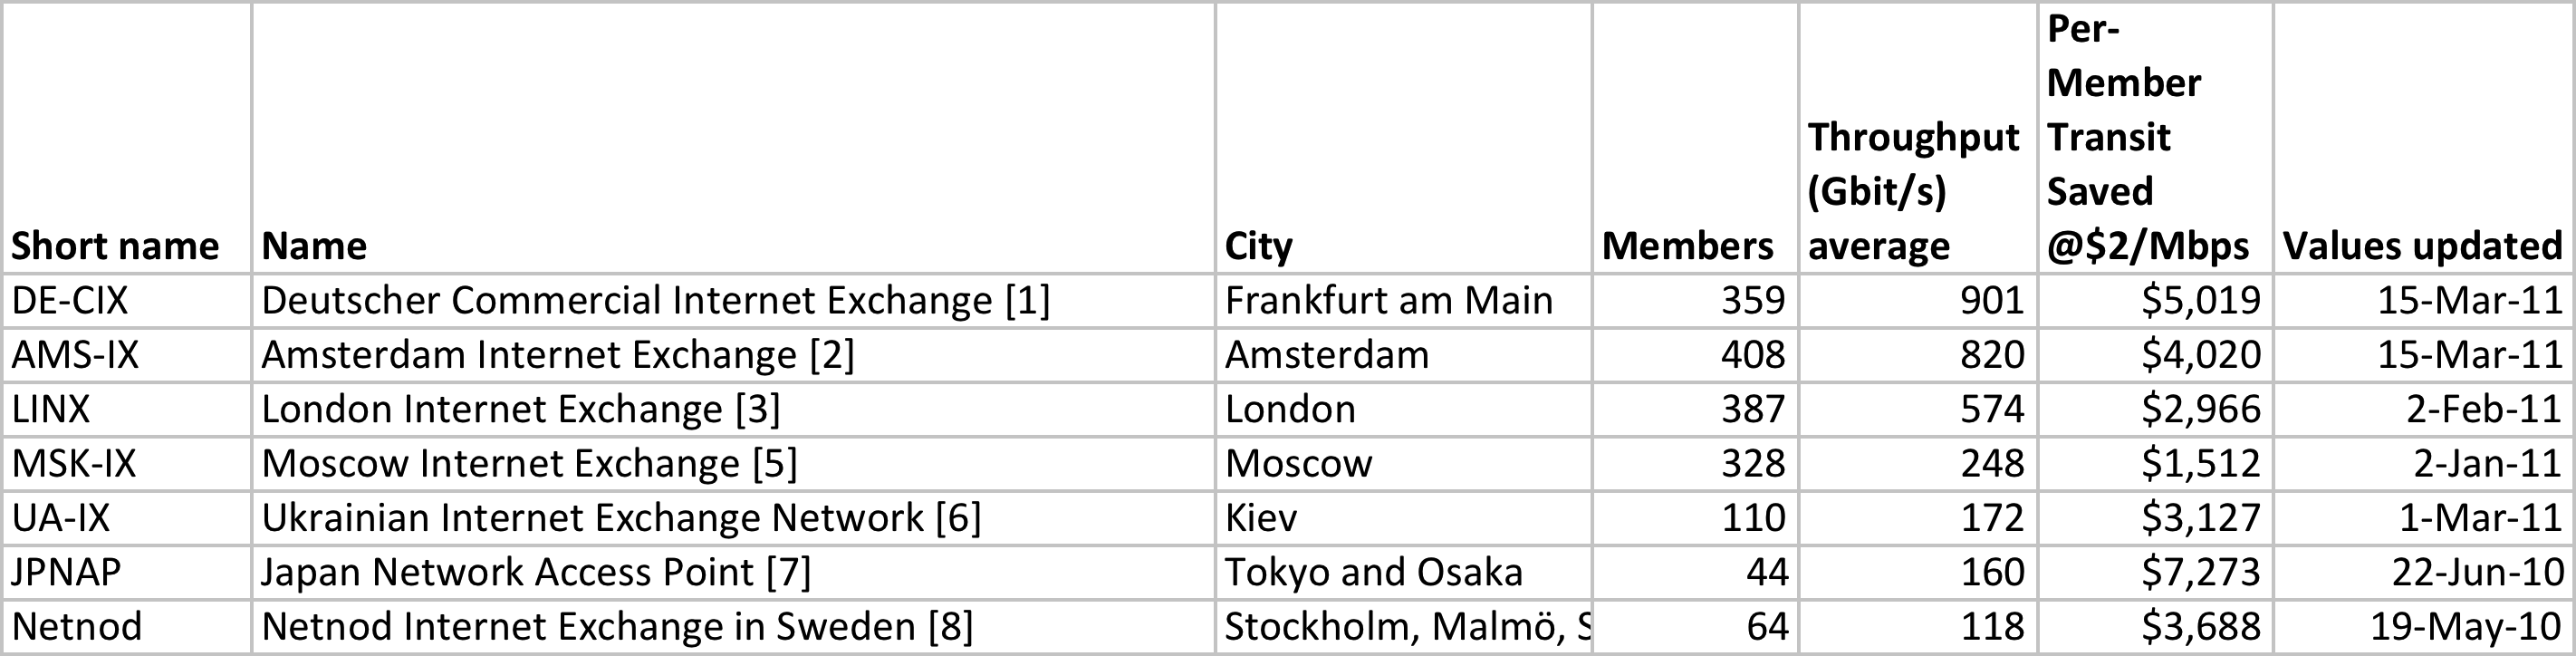 Short name Name City Members Throughput (Gbit/s) average Per-Member Transit Saved @$2/Mbps Values updated
DE-CIX Deutscher Commercial Internet Exchange [1] Frankfurt am Main 359 901 $5,019 15-Mar-11
AMS-IX Amsterdam Internet Exchange [2] Amsterdam 408 820 $4,020 15-Mar-11
LINX London Internet Exchange [3] London 387 574 $2,966 2-Feb-11
MSK-IX Moscow Internet Exchange [5] Moscow 328 248 $1,512 2-Jan-11
UA-IX Ukrainian Internet Exchange Network [6] Kiev 110 172 $3,127 1-Mar-11
JPNAP Japan Network Access Point [7] Tokyo and Osaka 44 160 $7,273 22-Jun-10
Netnod Netnod Internet Exchange in Sweden [8] Stockholm, Malmö, 64 118 $3,688 19-May-10